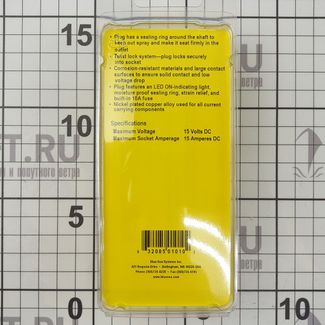 15
10
5
• Plug has a sealing ring around the shaft to
keep out spray and make it seat firmly in the
outlet
• Twist lock system—plug locks securely
into socket
• Corrosion-resistant materials and large contact
surfaces to ensure solid contact and low
voltage drop
• Plug features an LED ON-indicating light,
moisture proof sealing ring, strain relief, and
built-in 10A fuse
• Nickel plated copper alloy used for all current
carrying components
Specifications
Maximum Voltage 15 Volts DC
Maximum Socket Amperage 15 Amperes DC
Blue Sea Systems Inc.
ET.RU
и попутного ветра